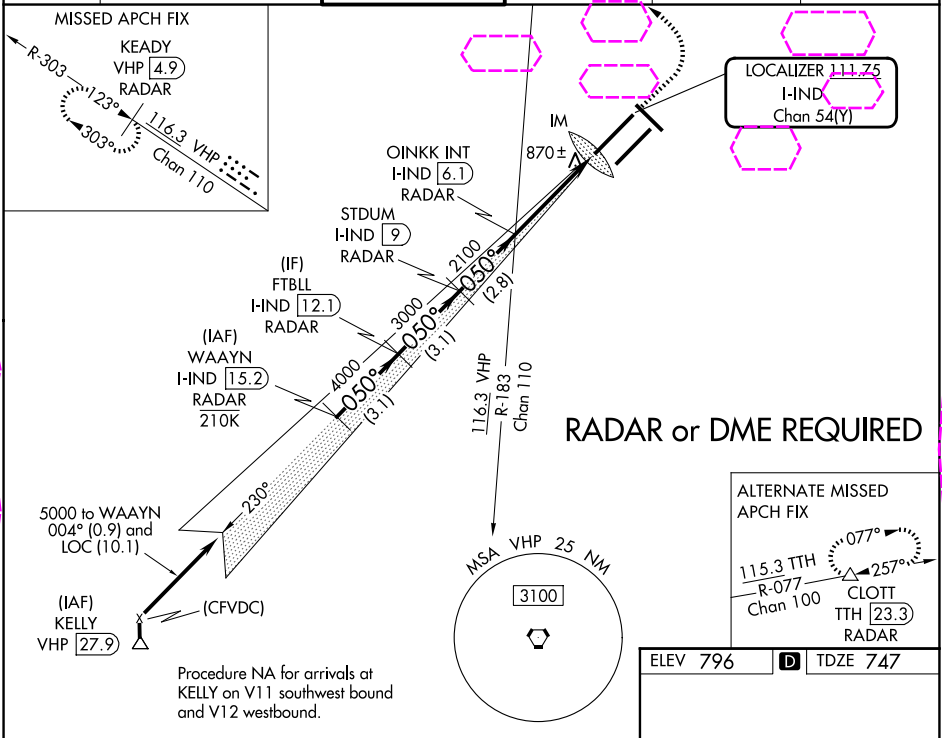 MISSED APCH FIX
KEADY
VHP 4.9
RADAR
R-303
123°
303°
116.3 VHP
Chan 110
LOCALIZER 111.75
I-IND
Chan 54(Y)
IM
870±
OINKK INT
I-IND 6.1
RADAR
STDUM
I-IND 9
RADAR
(IF)
FTBLL
I-IND 12.1
RADAR
(IAF)
WAAYN
I-IND 15.2
RADAR
210K
2100
050°
(2.8)
3000
050°
(3.1)
4000
050°
(3.1)
230°
116.3 VHP
R-183
Chan 110
RADAR or DME REQUIRED
5000 to WAAYN
004° (0.9) and
LOC (10.1)
(IAF)
KELLY
VHP 27.9
(CFVDC)
Procedure NA for arrivals at
KELLY on V11 southwest bound
and V12 westbound.
MSA VHP 25 NM
3100
ALTERNATE MISSED
APCH FIX
077°
257°
115.3 TTH
R-077
Chan 100
CLOTT
TTH 23.3
RADAR
ELEV 796
D
TDZE 747